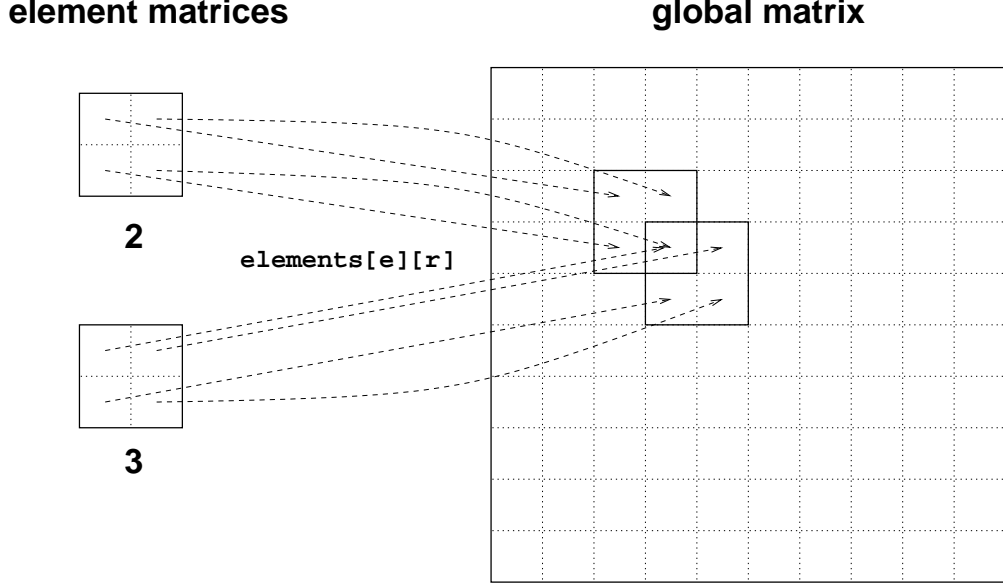 element matrices
global matrix
2
elements[e][r]
3